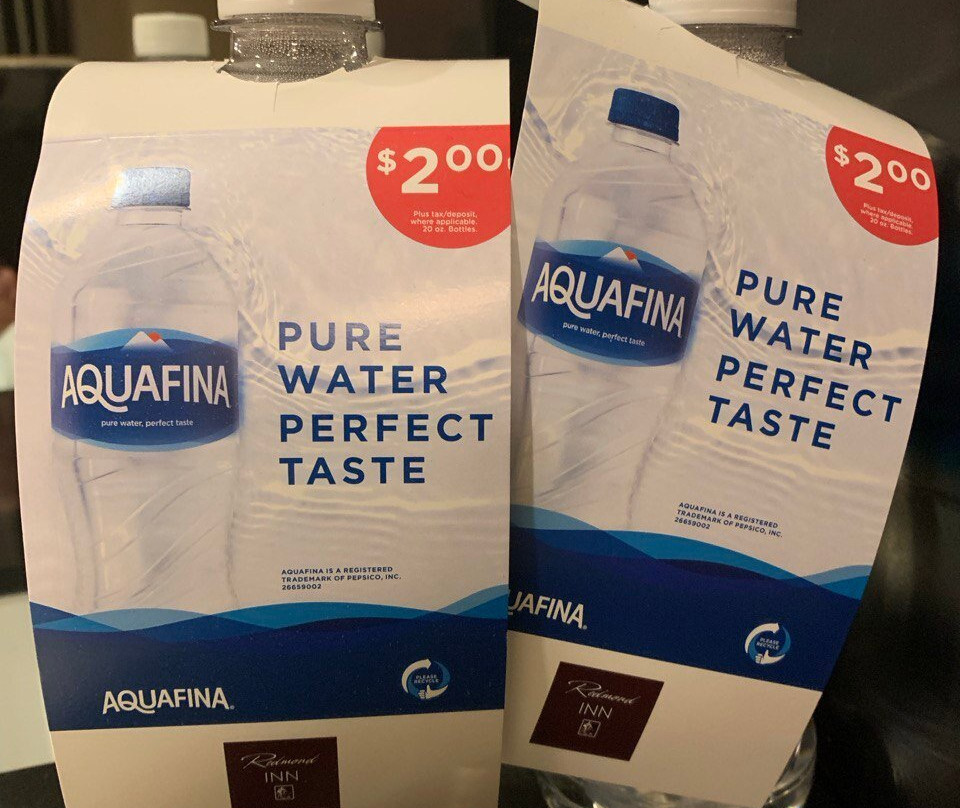 $2.00
Plus tax/deposit,
where applicable.
20 oz. Bottles.
AQUAFINA
pure water, perfect taste
PURE
WATER
PERFECT
TASTE
AQUAFINA IS A REGISTERED
TRADEMARK OF PEPSICO, INC.
26659002
PLEASE
RECYCLE
AQUAFINA
Redmond
INN
$2.00
Plus tax/deposit,
where applicable.
20 oz. Bottles.
AQUAFINA
pure water, perfect taste
PURE
WATER
PERFECT
TASTE
AQUAFINA IS A REGISTERED
TRADEMARK OF PEPSICO, INC.
26659002
UAFINA
PLEASE
RECYCLE
Redmond
INN